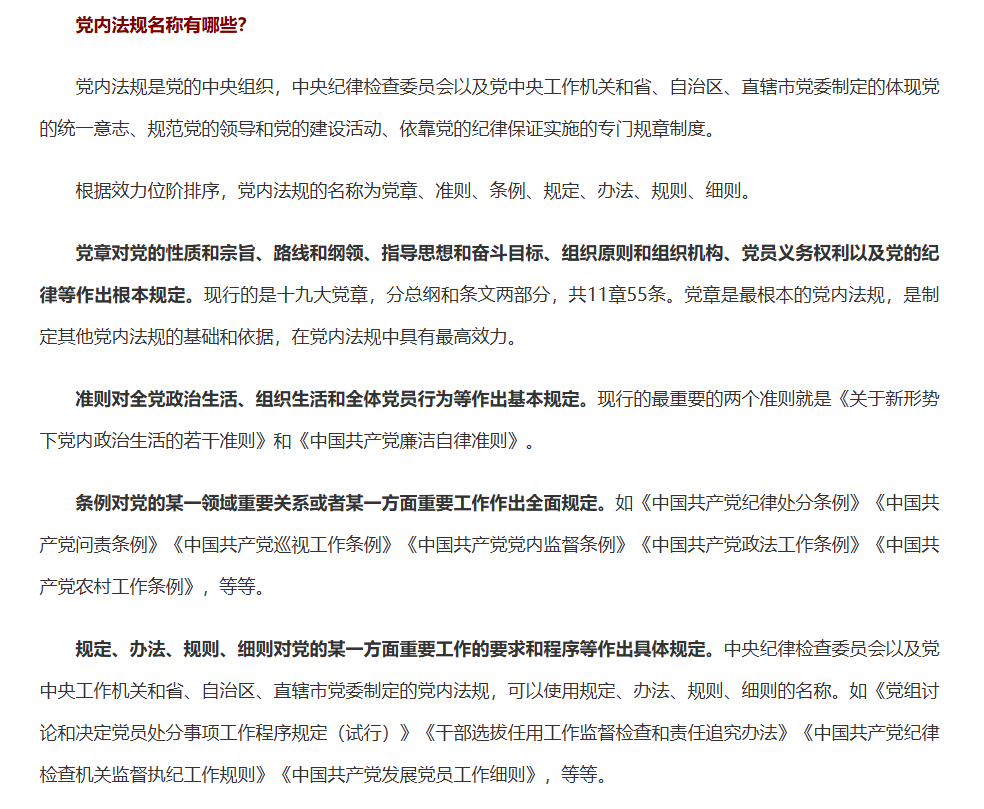 党内法规名称有哪些？
党内法规是党的中央组织，中央纪律检查委员会以及党中央工作机关和省、自治区、直辖市党委制定的体现党
的统一意志、规范党的领导和党的建设活动、依靠党的纪律保证实施的专门规章制度。
根据效力位阶排序，党内法规的名称为党章、准则、条例、规定、办法、规则、细则。
党章对党的性质和宗旨、路线和纲领、指导思想和奋斗目标、组织原则和组织机构、党员义务权利以及党的纪
律等作出根本规定。现行的是十九大党章，分总纲和条文两部分，共11章55条。党章是最根本的党内法规，是制
定其他党内法规的基础和依据，在党内法规中具有最高效力。
准则对全党政治生活、组织生活和全体党员行为等作出基本规定。现行的最重要的两个准则就是《关于新形势
下党内政治生活的若干准则》和《中国共产党廉洁自律准则》。
条例对党的某一领域重要关系或者某一方面重要工作作出全面规定。如《中国共产党纪律处分条例》《中国共
产党问责条例》《中国共产党巡视工作条例》《中国共产党党内监督条例》《中国共产党政法工作条例》《中国共
产党农村工作条例》，等等。
规定、办法、规则、细则对党的某一方面重要工作的要求和程序等作出具体规定。中央纪律检查委员会以及党
中央工作机关和省、自治区、直辖市党委制定的党内法规，可以使用规定、办法、规则、细则的名称。如《党组讨
论和决定党员处分事项工作程序规定（试行）》《干部选拔任用工作监督检查和责任追究办法》《中国共产党纪律
检查机关监督执纪工作规则》《中国共产党发展党员工作细则》，等等。